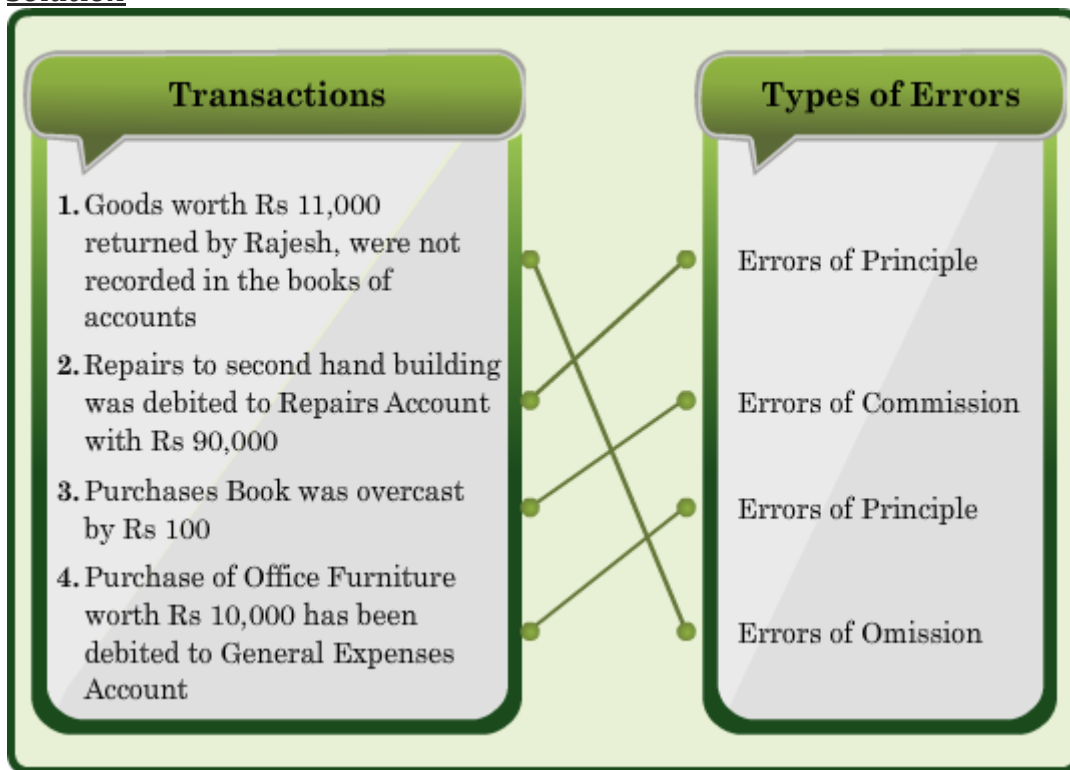 Solution
Transactions
1. Goods worth Rs 11,000
returned by Rajesh, were not
recorded in the books of
accounts
2. Repairs to second hand building
was debited to Repairs Account
with Rs 90,000
3. Purchases Book was overcast
by Rs 100
4. Purchase of Office Furniture
worth Rs 10,000 has been
debited to General Expenses
Account
Types of Errors
Errors of Principle
Errors of Commission
Errors of Principle
Errors of Omission